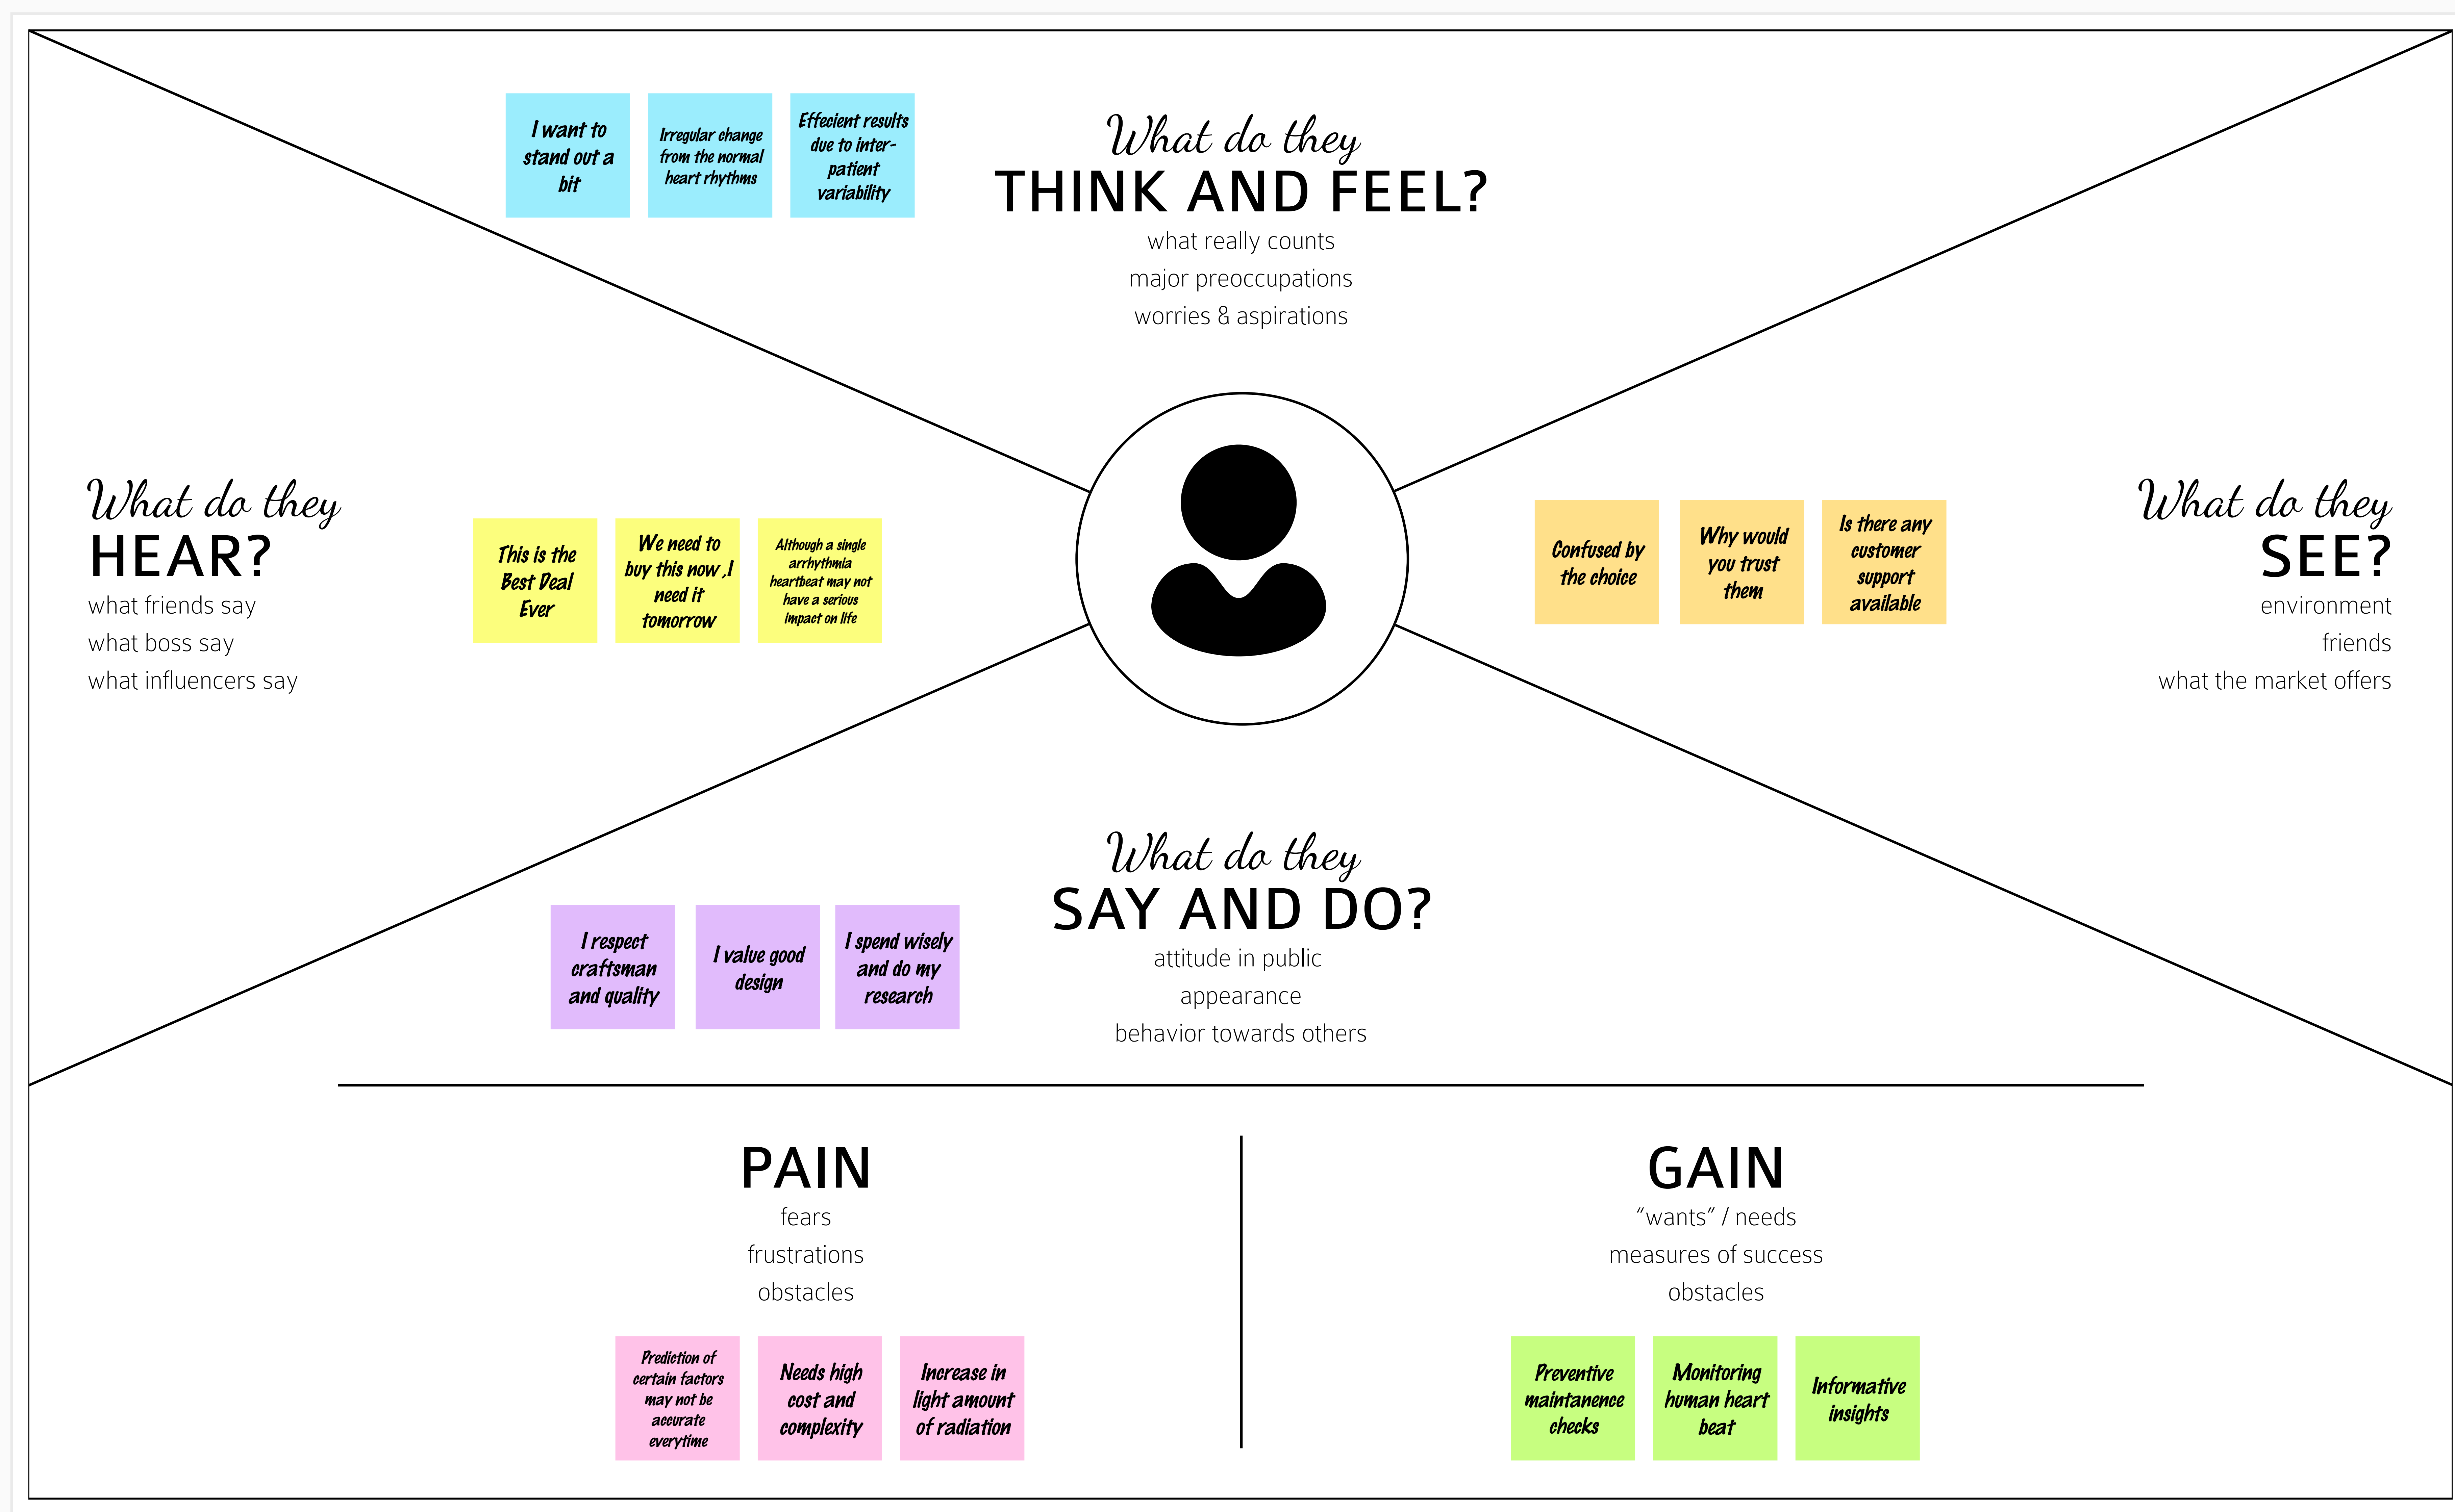 I want to
stand out a
bit
Irregular change
from the normal
heart rhythms
Effecient results
due to inter-
patient
variability
What do they
THINK AND FEEL?
what really counts
major preoccupations
worries & aspirations
What do they
HEAR?
what friends say
what boss say
what influencers say
This is the
Best Deal
Ever
We need to
buy this now ,I
need it
tomorrow
Although a single
arrhythmia
heartbeat may not
have a serious
impact on life
Confused by
the choice
Why would
you trust
them
Is there any
customer
support
available
What do they
SEE?
environment
friends
what the market offers
What do they
SAY AND DO?
attitude in public
appearance
behavior towards others
I respect
craftsman
and quality
I value good
design
I spend wisely
and do my
research
PAIN
fears
frustrations
obstacles
Prediction of
certain factors
may not be
accurate
everytime
Needs high
cost and
complexity
Increase in
light amount
of radiation
GAIN
“wants” / needs
measures of success
obstacles
Preventive
maintanence
checks
Monitoring
human heart
beat
Informative
insights